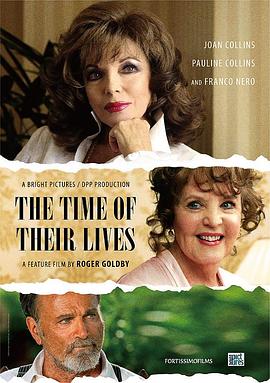 JOAN COLLINS
PAULINE COLLINS
AND FRANCO NERO
A BRIGHT PICTURES / DPP PRODUCTION
THE TIME OF
THEIR LIVES
A FEATURE FILM BY ROGER GOLDBY
FORTISSIMOFILMS